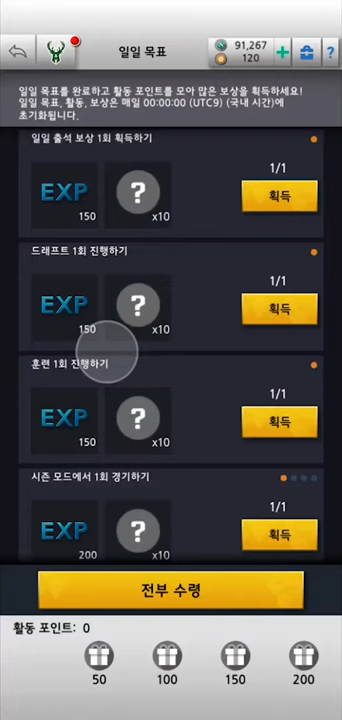 일일 목표
91,267
120
일일 목표를 완료하고 활동 포인트를 모아 많은 보상을 획득하세요!
일일 목표, 활동, 보상은 매일 00:00:00 (UTC9) (국내 시간)에
초기화됩니다.
일일 출석 보상 1회 획득하기
1/1
EXP
?
획득
150
x10
드래프트 1회 진행하기
1/1
EXP
?
획득
150
x10
훈련 1회 진행하기
1/1
EXP
?
획득
150
x10
시즌 모드에서 1회 경기하기
1/1
EXP
?
획득
200
x10
전부 수령
활동 포인트: 0
50
100
150
200